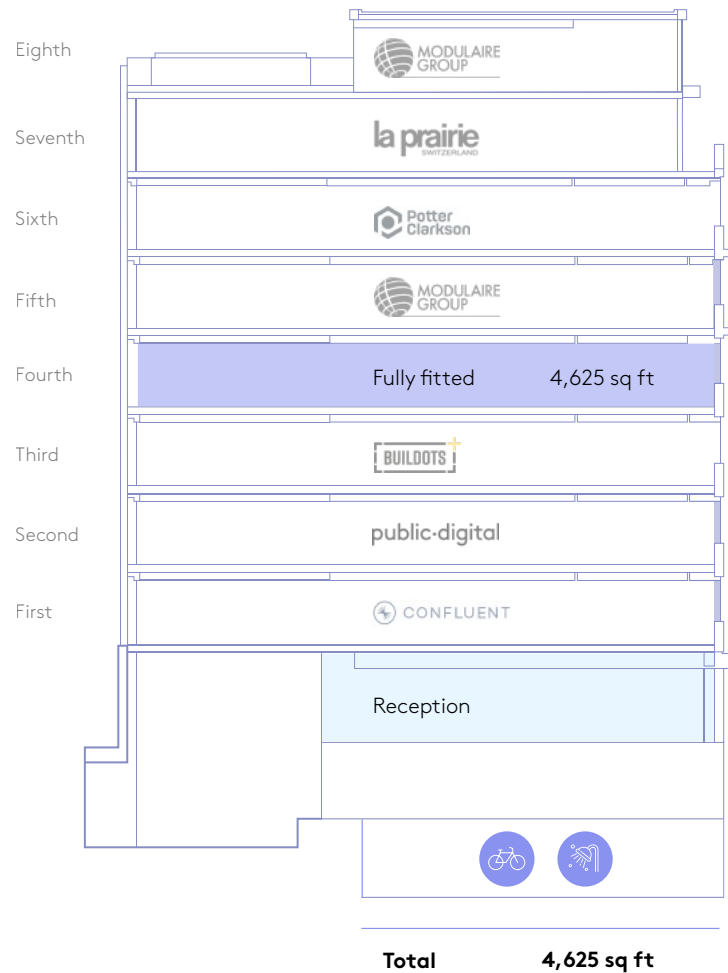 Eighth
MODULAIRE
GROUP
Seventh
la prairie
SWITZERLAND
Sixth
Potter
Clarkson
Fifth
MODULAIRE
GROUP
Fourth
Fully fitted 4,625 sq ft
Third
BUILDOTS
Second
public·digital
First
CONFLUENT
Reception
Total 4,625 sq ft